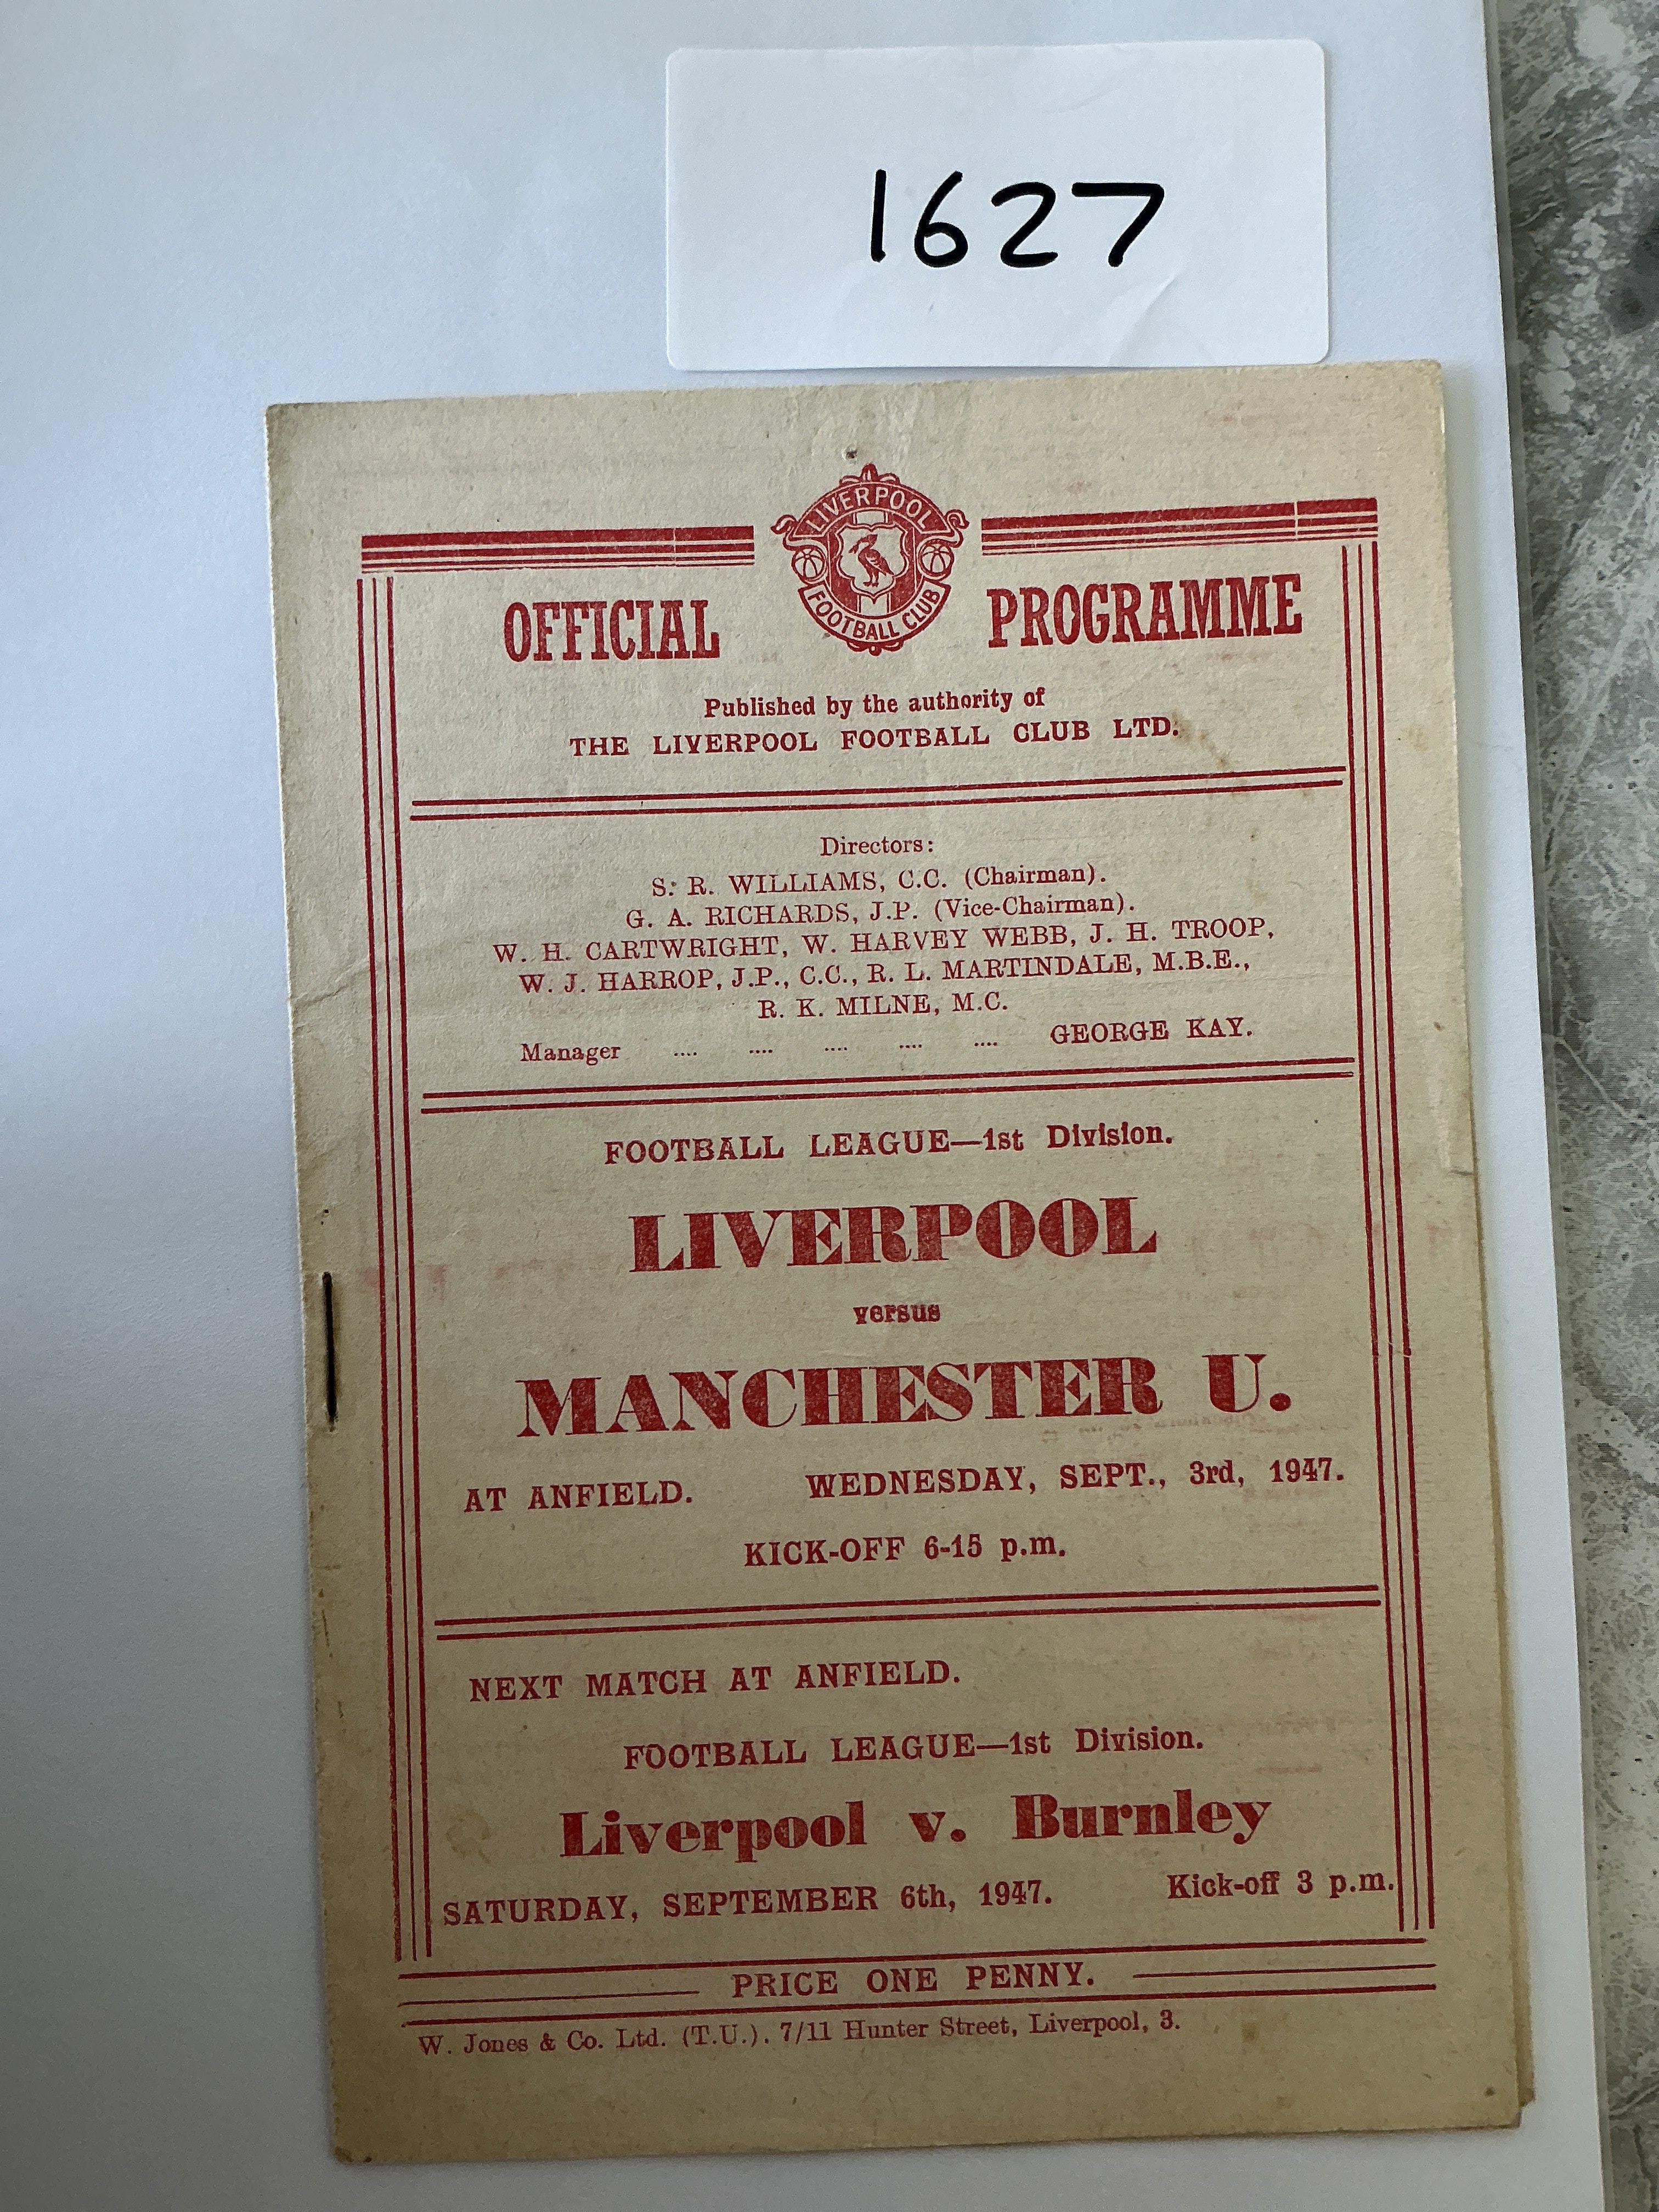 1627
LIVERPOOL
FOOTBALL CLUB
OFFICIAL PROGRAMME
Published by the authority of
THE LIVERPOOL FOOTBALL CLUB LTD.
Directors:
S. R. WILLIAMS, C.C. (Chairman).
G. A. RICHARDS, J.P. (Vice-Chairman).
W. H. CARTWRIGHT, W. HARVEY WEBB, J. H. TROOP,
W. J. HARROP, J.P., C.C., R. L. MARTINDALE, M.B.E.,
R. K. MILNE, M.C.
Manager .... .... .... .... .... GEORGE KAY.
FOOTBALL LEAGUE—1st Division.
LIVERPOOL
versus
MANCHESTER U.
AT ANFIELD. WEDNESDAY, SEPT., 3rd, 1947.
KICK-OFF 6-15 p.m.
NEXT MATCH AT ANFIELD.
FOOTBALL LEAGUE—1st Division.
Liverpool v. Burnley
SATURDAY, SEPTEMBER 6th, 1947. Kick-off 3 p.m.
PRICE ONE PENNY.
W. Jones & Co. Ltd. (T.U.). 7/11 Hunter Street, Liverpool, 3.